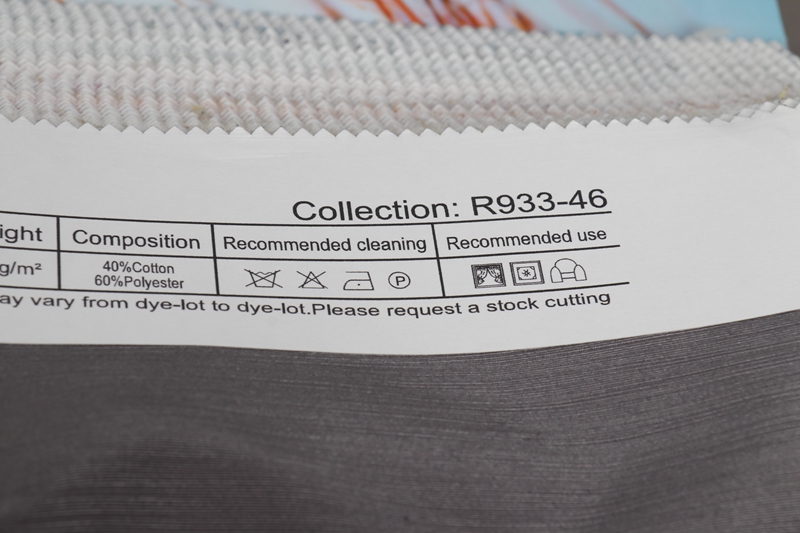 Collection: R933-46
ight Composition Recommended cleaning Recommended use
g/m² 40%Cotton
60%Polyester
P
ay vary from dye-lot to dye-lot.Please request a stock cutting